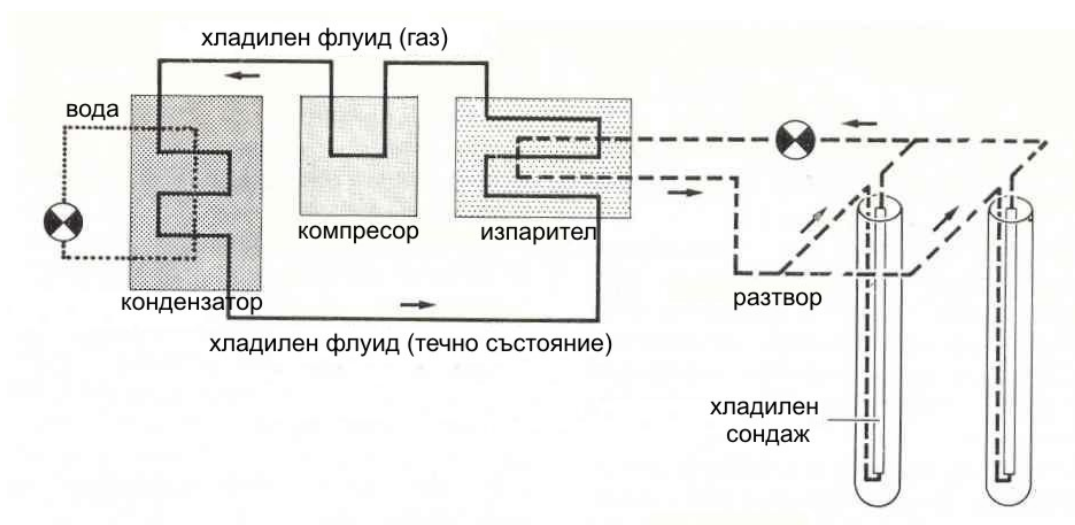 хладилен флуид (газ)
вода
компресор
изпарител
кондензатор
разтвор
хладилен флуид (течно състояние)
хладилен
сондаж